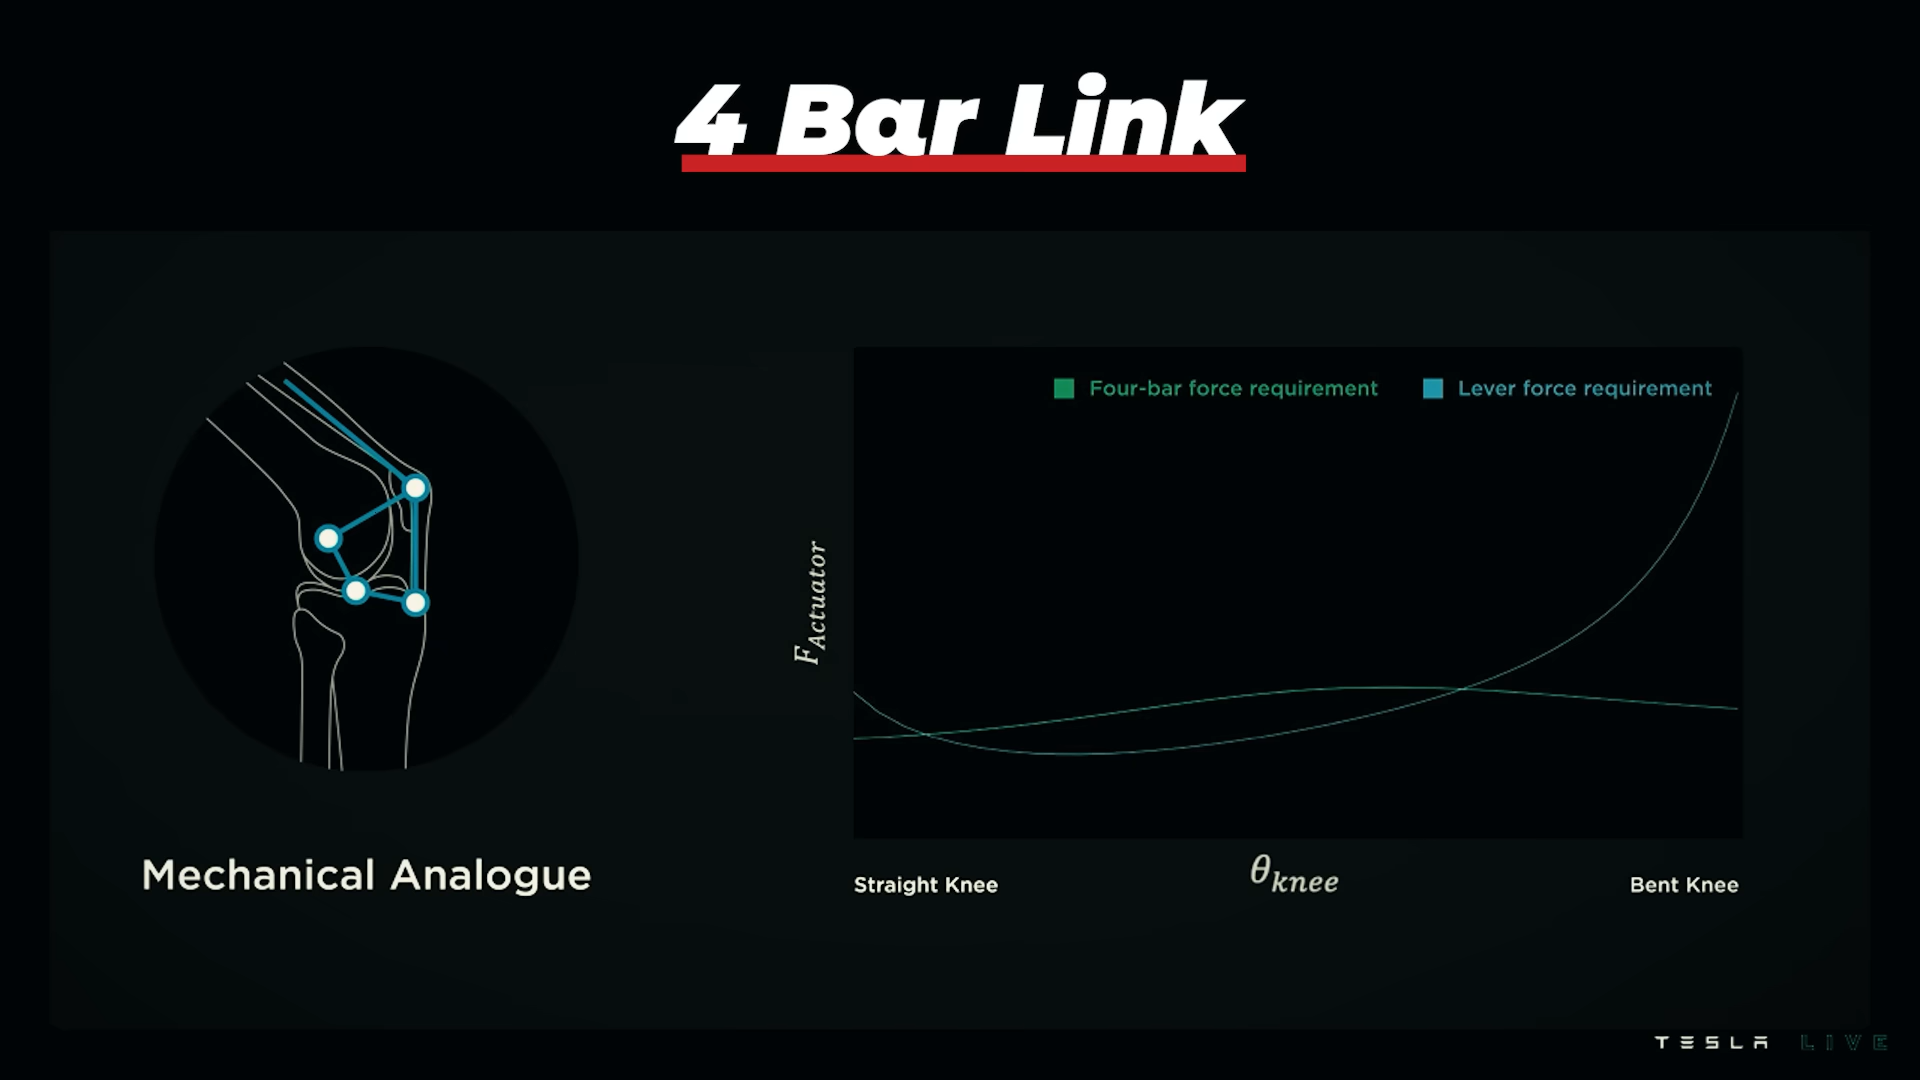 4 Bar Link
Four-bar force requirement
Lever force requirement
F_Actuator
Mechanical Analogue
Straight Knee
θ_knee
Bent Knee
TESLA LIVE